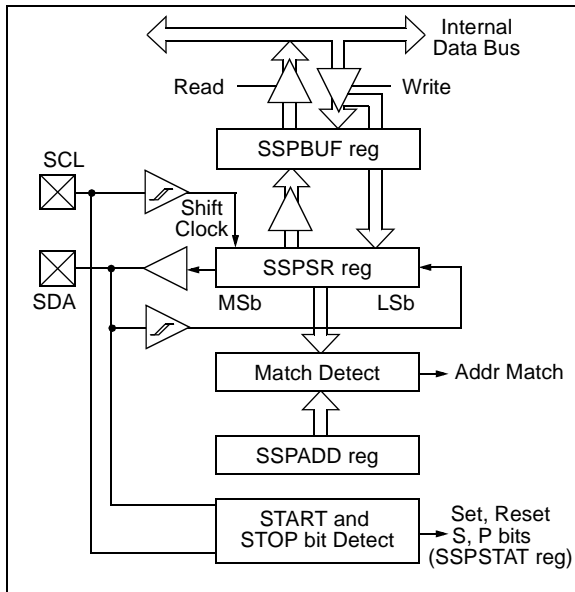 Internal
Data Bus
Read
Write
SSPBUF reg
SCL
Shift
Clock
SSPSR reg
SDA
MSb
LSb
Match Detect
Addr Match
SSPADD reg
START and
STOP bit Detect
Set, Reset
S, P bits
(SSPSTAT reg)